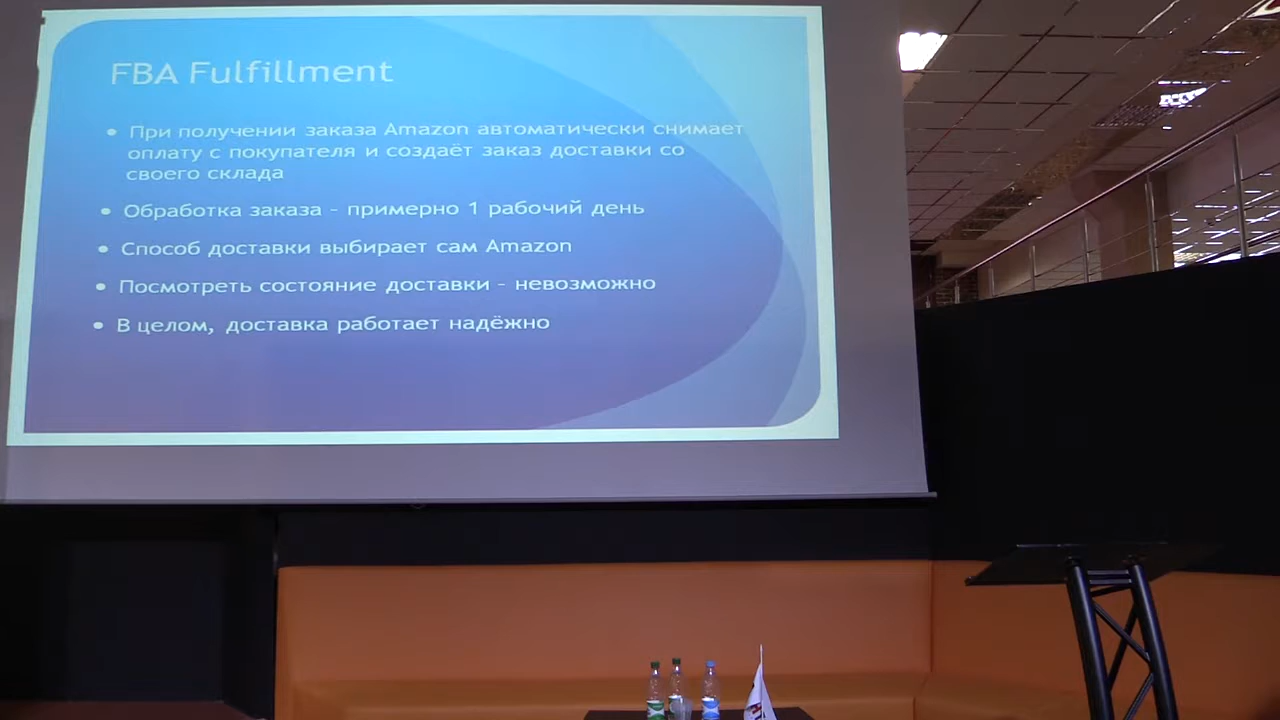 FBA Fulfillment
• При получении заказа Amazon автоматически снимает
оплату с покупателя и создаёт заказ доставки со
своего склада
• Обработка заказа – примерно 1 рабочий день
• Способ доставки выбирает сам Amazon
• Посмотреть состояние доставки – невозможно
• В целом, доставка работает надёжно